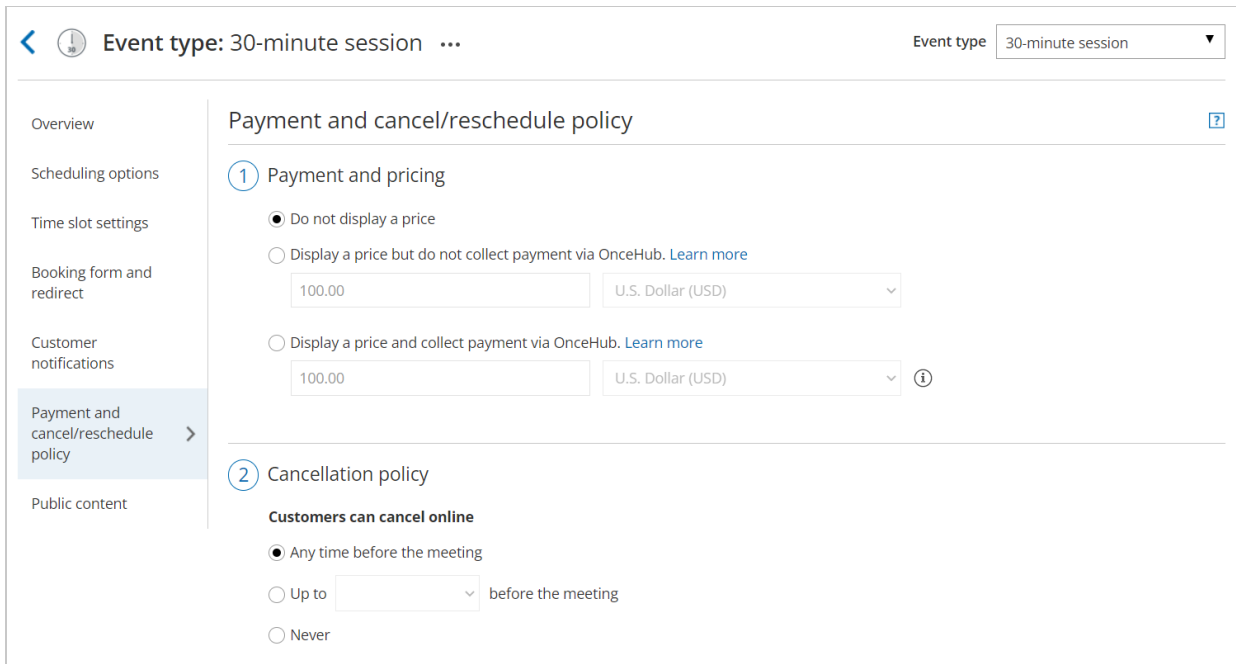 Event type: 30-minute session ...
Event type 30-minute session
30
Overview
Scheduling options
Time slot settings
Booking form and
redirect
Customer
notifications
Payment and
cancel/reschedule
policy
Public content
Payment and cancel/reschedule policy
?
1 Payment and pricing
Do not display a price
Display a price but do not collect payment via OnceHub. Learn more
100.00 U.S. Dollar (USD)
Display a price and collect payment via OnceHub. Learn more
100.00 U.S. Dollar (USD) i
2 Cancellation policy
Customers can cancel online
Any time before the meeting
Up to before the meeting
Never